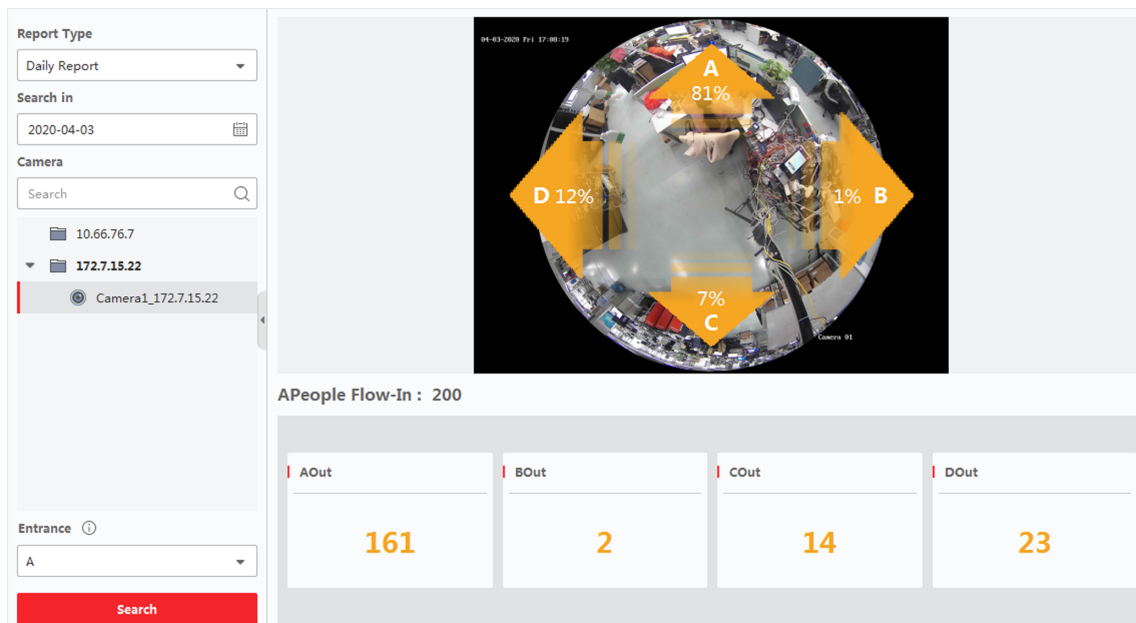 Report Type
Daily Report
Search in
2020-04-03
Camera
Search
10.66.76.7
172.7.15.22
Camera1_172.7.15.22
Entrance
A
Search
04-03-2020 Fri 17:08:19
A
81%
D 12%
1% B
7%
C
Camera 01
APeople Flow-In : 200
AOut
161
BOut
2
COut
14
DOut
23